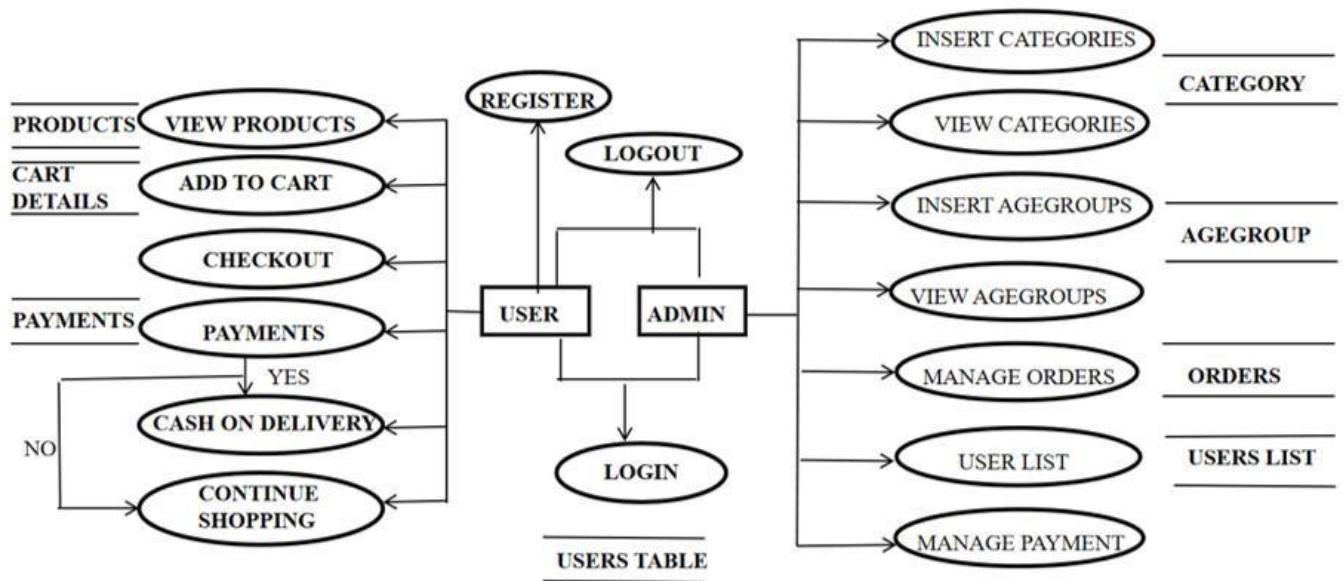 INSERT CATEGORIES
CATEGORY
REGISTER
PRODUCTS
VIEW PRODUCTS
VIEW CATEGORIES
LOGOUT
CART
DETAILS
ADD TO CART
INSERT AGEGROUPS
AGEGROUP
CHECKOUT
VIEW AGEGROUPS
PAYMENTS
PAYMENTS
USER
ADMIN
YES
MANAGE ORDERS
ORDERS
CASH ON DELIVERY
NO
LOGIN
USER LIST
USERS LIST
CONTINUE
SHOPPING
MANAGE PAYMENT
USERS TABLE